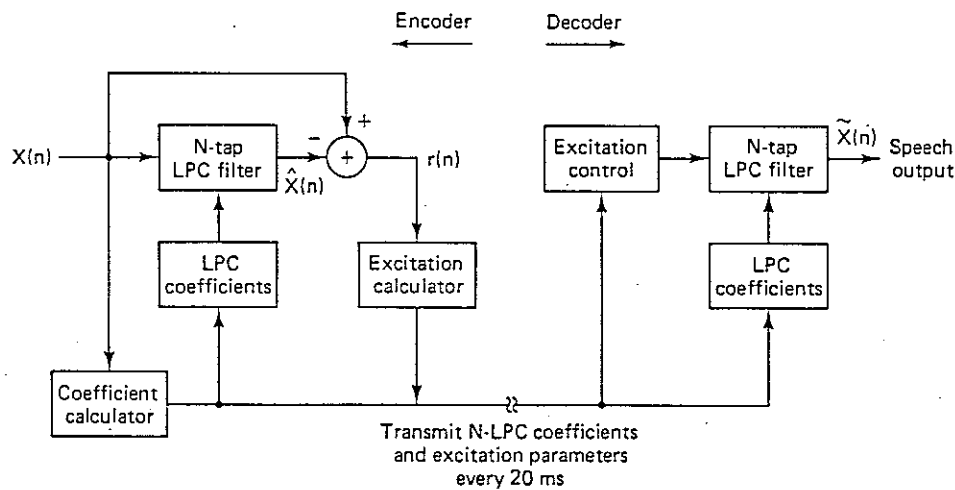 Encoder
Decoder
+
X(n)
N-tap
LPC filter
−
+
X̂(n)
r(n)
Excitation
control
N-tap
LPC filter
X̃(n)
Speech
output
LPC
coefficients
Excitation
calculator
LPC
coefficients
Coefficient
calculator
Transmit N-LPC coefficients
and excitation parameters
every 20 ms